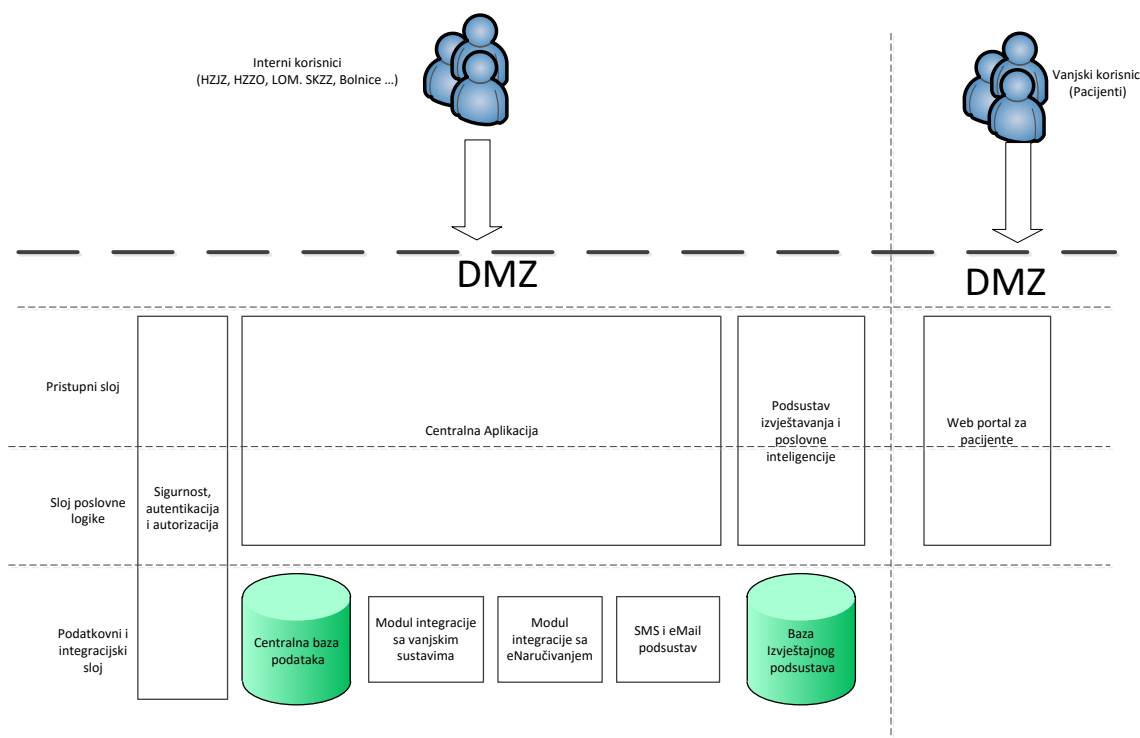 Interni korisnici
(HZJZ, HZZO, LOM. SKZZ, Bolnice ...)
Vanjski korisnic
(Pacijenti)
DMZ
DMZ
Pristupni sloj
Centralna Aplikacija
Podsustav
izvještavanja i
poslovne
inteligencije
Web portal za
pacijente
Sloj poslovne
logike
Sigurnost,
autentikacija
i autorizacija
Podatkovni i
integracijski
sloj
Centralna baza
podataka
Modul integracije
sa vanjskim
sustavima
Modul
integracije sa
eNaručivanjem
SMS i eMail
podsustav
Baza
Izvještajnog
podsustava